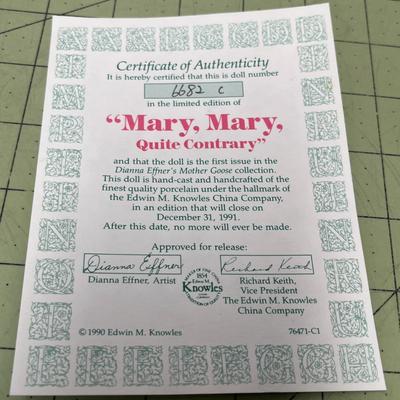 Certificate of Authenticity
It is hereby certified that this is doll number
6682 C
in the limited edition of
“Mary, Mary,
Quite Contrary”
and that the doll is the first issue in the
Dianna Effner's Mother Goose collection.
This doll is hand-cast and handcrafted of the
finest quality porcelain under the hallmark of
the Edwin M. Knowles China Company,
in an edition that will close on
December 31, 1991.
After this date, no more will ever be made.
Approved for release:
Dianna Effner
Richard Keith
Dianna Effner, Artist
1854
Edwin M.
Knowles
Richard Keith,
Vice President
The Edwin M. Knowles
China Company
© 1990 Edwin M. Knowles
76471-C1